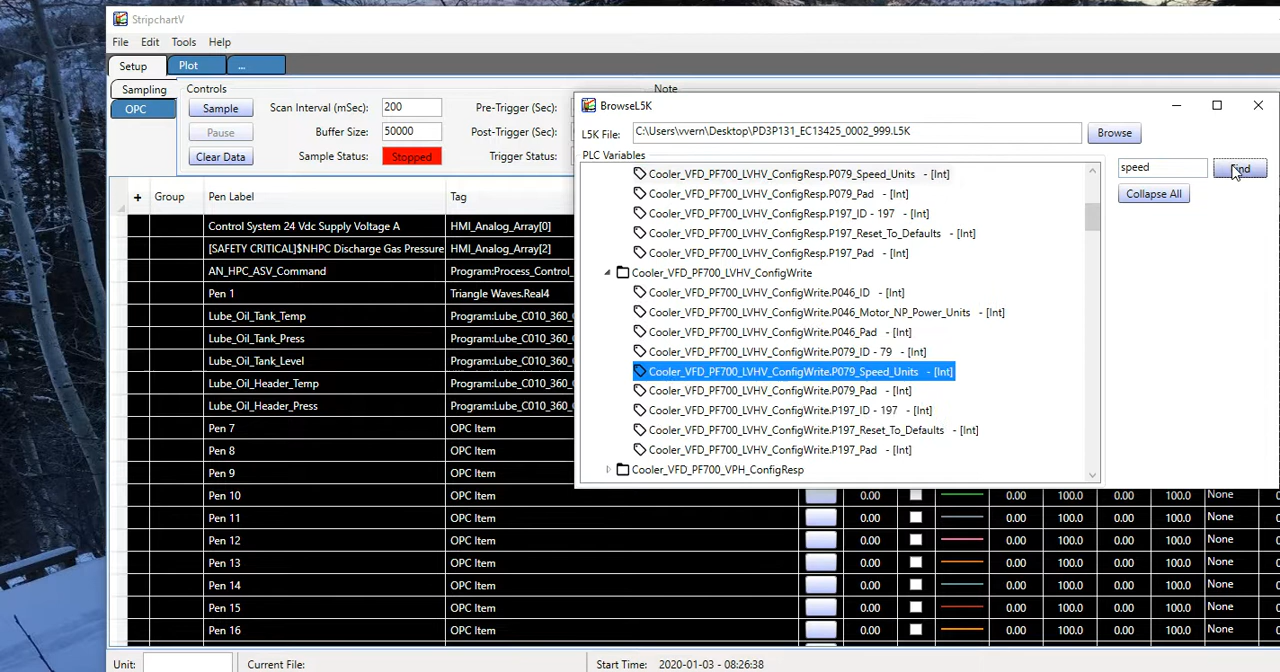 StripchartV
File Edit Tools Help
Setup Plot ...
Sampling
OPC
Controls
Sample
Pause
Clear Data
Scan Interval (mSec): 200
Buffer Size: 50000
Sample Status: Stopped
Pre-Trigger (Sec):
Post-Trigger (Sec):
Trigger Status:
Note
BrowseL5K
L5K File: C:\Users\vvern\Desktop\PD3P131_EC13425_0002_999.L5K Browse
PLC Variables
speed
Collapse All
Cooler_VFD_PF700_LVHV_ConfigResp.P079_Speed_Units - [Int]
Cooler_VFD_PF700_LVHV_ConfigResp.P079_Pad - [Int]
Cooler_VFD_PF700_LVHV_ConfigResp.P197_ID - 197 - [Int]
Cooler_VFD_PF700_LVHV_ConfigResp.P197_Reset_To_Defaults - [Int]
Cooler_VFD_PF700_LVHV_ConfigResp.P197_Pad - [Int]
Cooler_VFD_PF700_LVHV_ConfigWrite
Cooler_VFD_PF700_LVHV_ConfigWrite.P046_ID - [Int]
Cooler_VFD_PF700_LVHV_ConfigWrite.P046_Motor_NP_Power_Units - [Int]
Cooler_VFD_PF700_LVHV_ConfigWrite.P046_Pad - [Int]
Cooler_VFD_PF700_LVHV_ConfigWrite.P079_ID - 79 - [Int]
Cooler_VFD_PF700_LVHV_ConfigWrite.P079_Speed_Units - [Int]
Cooler_VFD_PF700_LVHV_ConfigWrite.P079_Pad - [Int]
Cooler_VFD_PF700_LVHV_ConfigWrite.P197_ID - 197 - [Int]
Cooler_VFD_PF700_LVHV_ConfigWrite.P197_Reset_To_Defaults - [Int]
Cooler_VFD_PF700_LVHV_ConfigWrite.P197_Pad - [Int]
Cooler_VFD_PF700_VPH_ConfigResp
+ Group Pen Label Tag
Control System 24 Vdc Supply Voltage A HMI_Analog_Array[0]
[SAFETY CRITICAL]$NHPC Discharge Gas Pressure HMI_Analog_Array[2]
AN_HPC_ASV_Command Program:Process_Control_
Pen 1 Triangle Waves.Real4
Lube_Oil_Tank_Temp Program:Lube_C010_360_
Lube_Oil_Tank_Press Program:Lube_C010_360_
Lube_Oil_Tank_Level Program:Lube_C010_360_
Lube_Oil_Header_Temp Program:Lube_C010_360_
Lube_Oil_Header_Press Program:Lube_C010_360_
Pen 7 OPC Item
Pen 8 OPC Item
Pen 9 OPC Item
Pen 10 OPC Item 0.00 0.00 100.0 0.00 100.0 None
Pen 11 OPC Item 0.00 0.00 100.0 0.00 100.0 None
Pen 12 OPC Item 0.00 0.00 100.0 0.00 100.0 None
Pen 13 OPC Item 0.00 0.00 100.0 0.00 100.0 None
Pen 14 OPC Item 0.00 0.00 100.0 0.00 100.0 None
Pen 15 OPC Item 0.00 0.00 100.0 0.00 100.0 None
Pen 16 OPC Item 0.00 0.00 100.0 0.00 100.0 None
Unit: Current File: Start Time: 2020-01-03 - 08:26:38